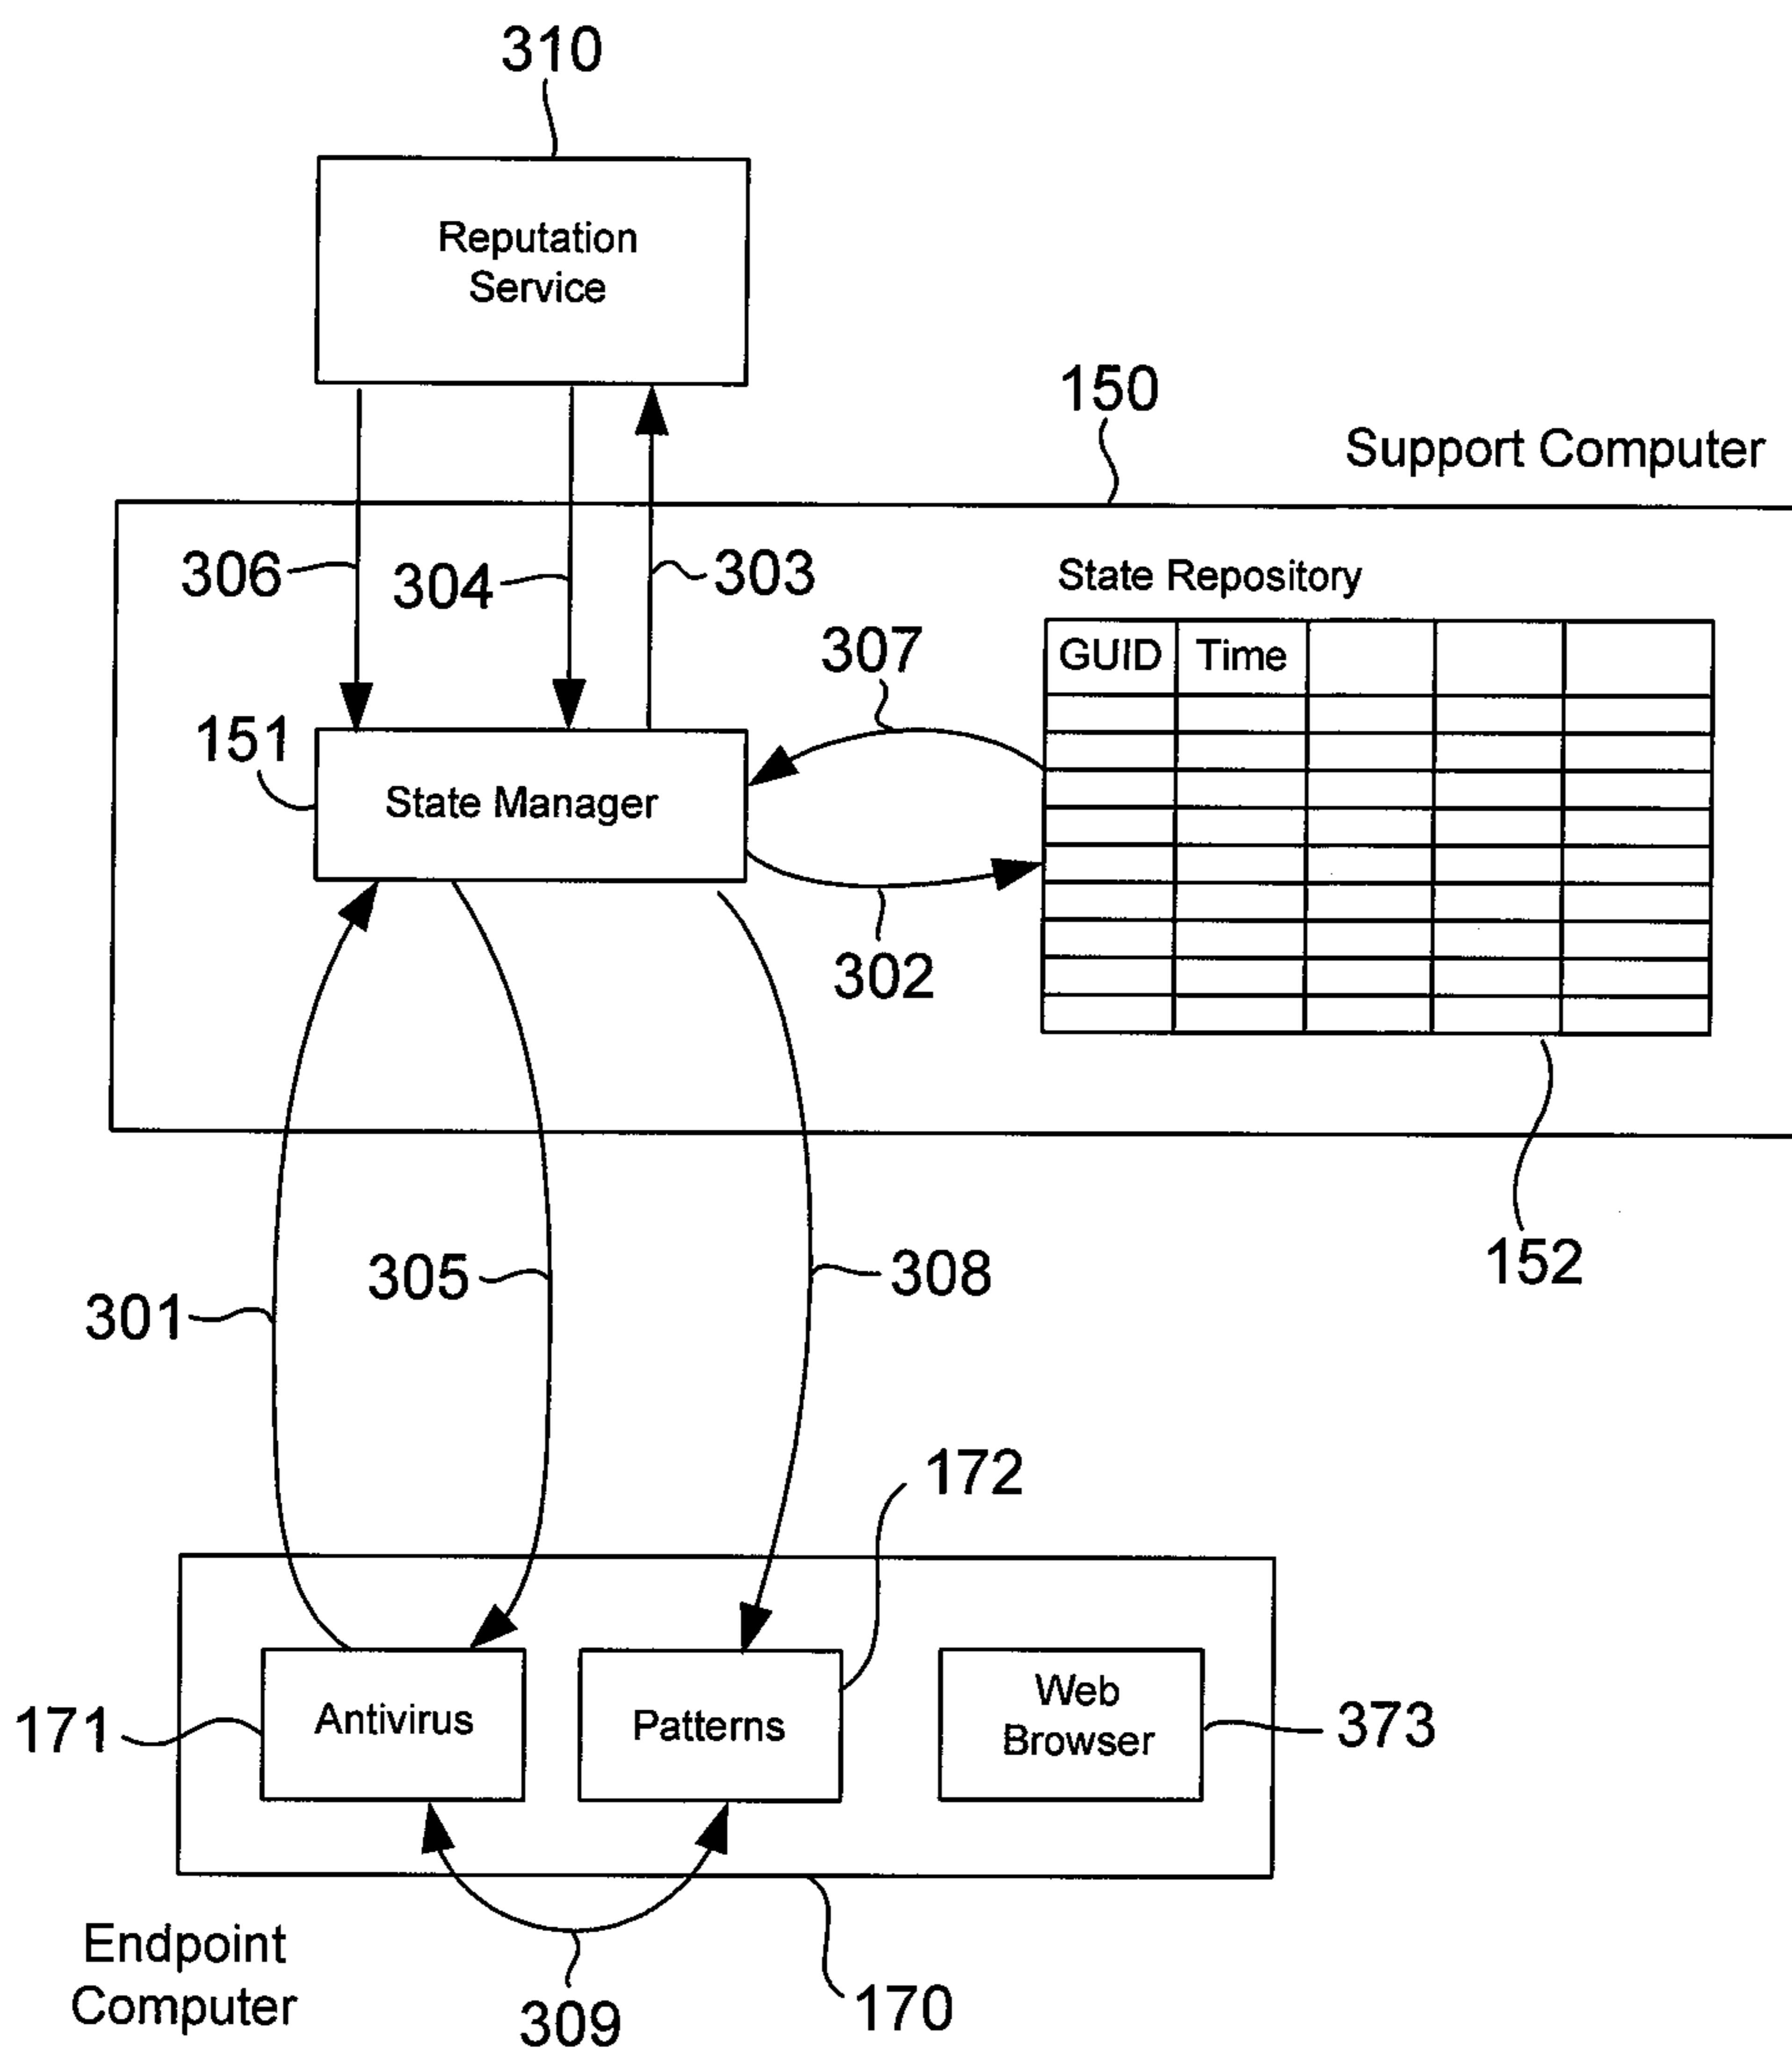 310
Reputation
Service
150
Support Computer
306
304
303
State Repository
307
GUID Time
151
State Manager
302
152
301
305
308
172
171
Antivirus
Patterns
Web
Browser
373
Endpoint
Computer
309
170